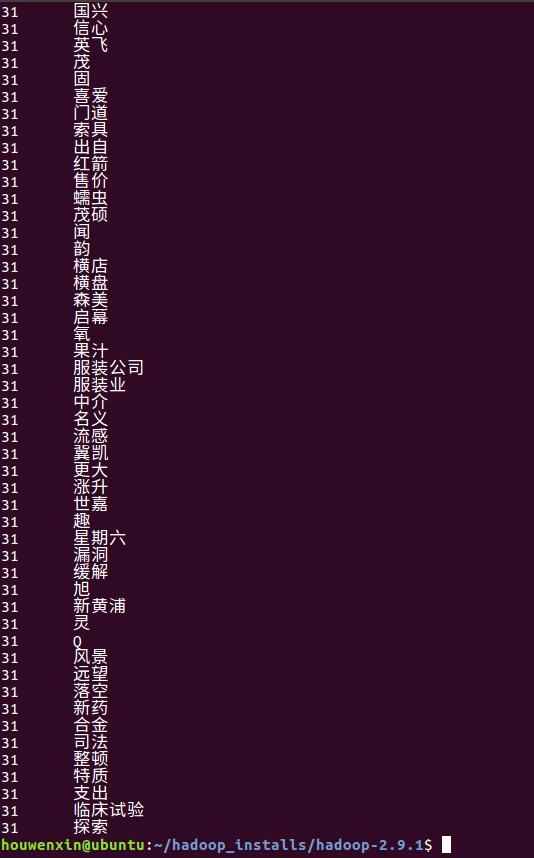 31 国兴
31 信心
31 英飞
31 茂
31 固
31 喜爱
31 门道
31 索具
31 出自
31 红箭
31 售价
31 蠕虫
31 茂硕
31 闻
31 韵
31 横店
31 横盘
31 森美
31 启幕
31 氧
31 果汁
31 服装公司
31 服装业
31 中介
31 名义
31 流感
31 冀凯
31 更大
31 涨升
31 世嘉
31 趣
31 星期六
31 漏洞
31 缓解
31 旭
31 新黄浦
31 灵
31 Q
31 风景
31 远望
31 落空
31 新药
31 合金
31 司法
31 整顿
31 特质
31 支出
31 临床试验
31 探索
houwenxin@ubuntu:~/hadoop_installs/hadoop-2.9.1$